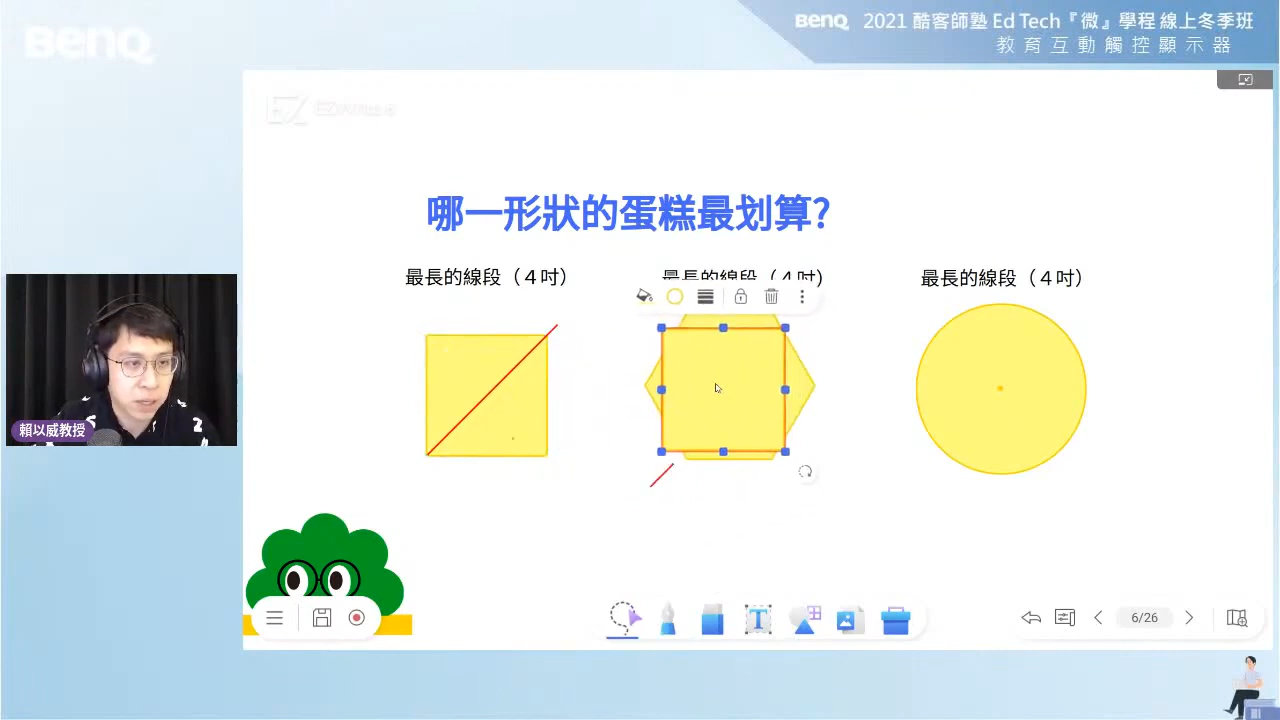 BenQ
BenQ 2021 酷客師塾 Ed Tech『微』學程 線上冬季班
教育互動觸控顯示器
哪一形狀的蛋糕最划算?
最長的線段（4吋）
最長的線段（4吋）
最長的線段（4吋）
賴以威教授
T
6/26